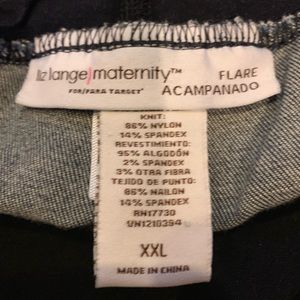 liz lange maternity™
FOR/PARA TARGET®
FLARE
ACAMPANADO
KNIT:
86% NYLON
14% SPANDEX
REVESTIMIENTO:
95% ALGODÓN
2% SPANDEX
3% OTRA FIBRA
TEJIDO DE PUNTO:
86% NAILON
14% SPANDEX
RN17730
VN1210394
XXL
MADE IN CHINA